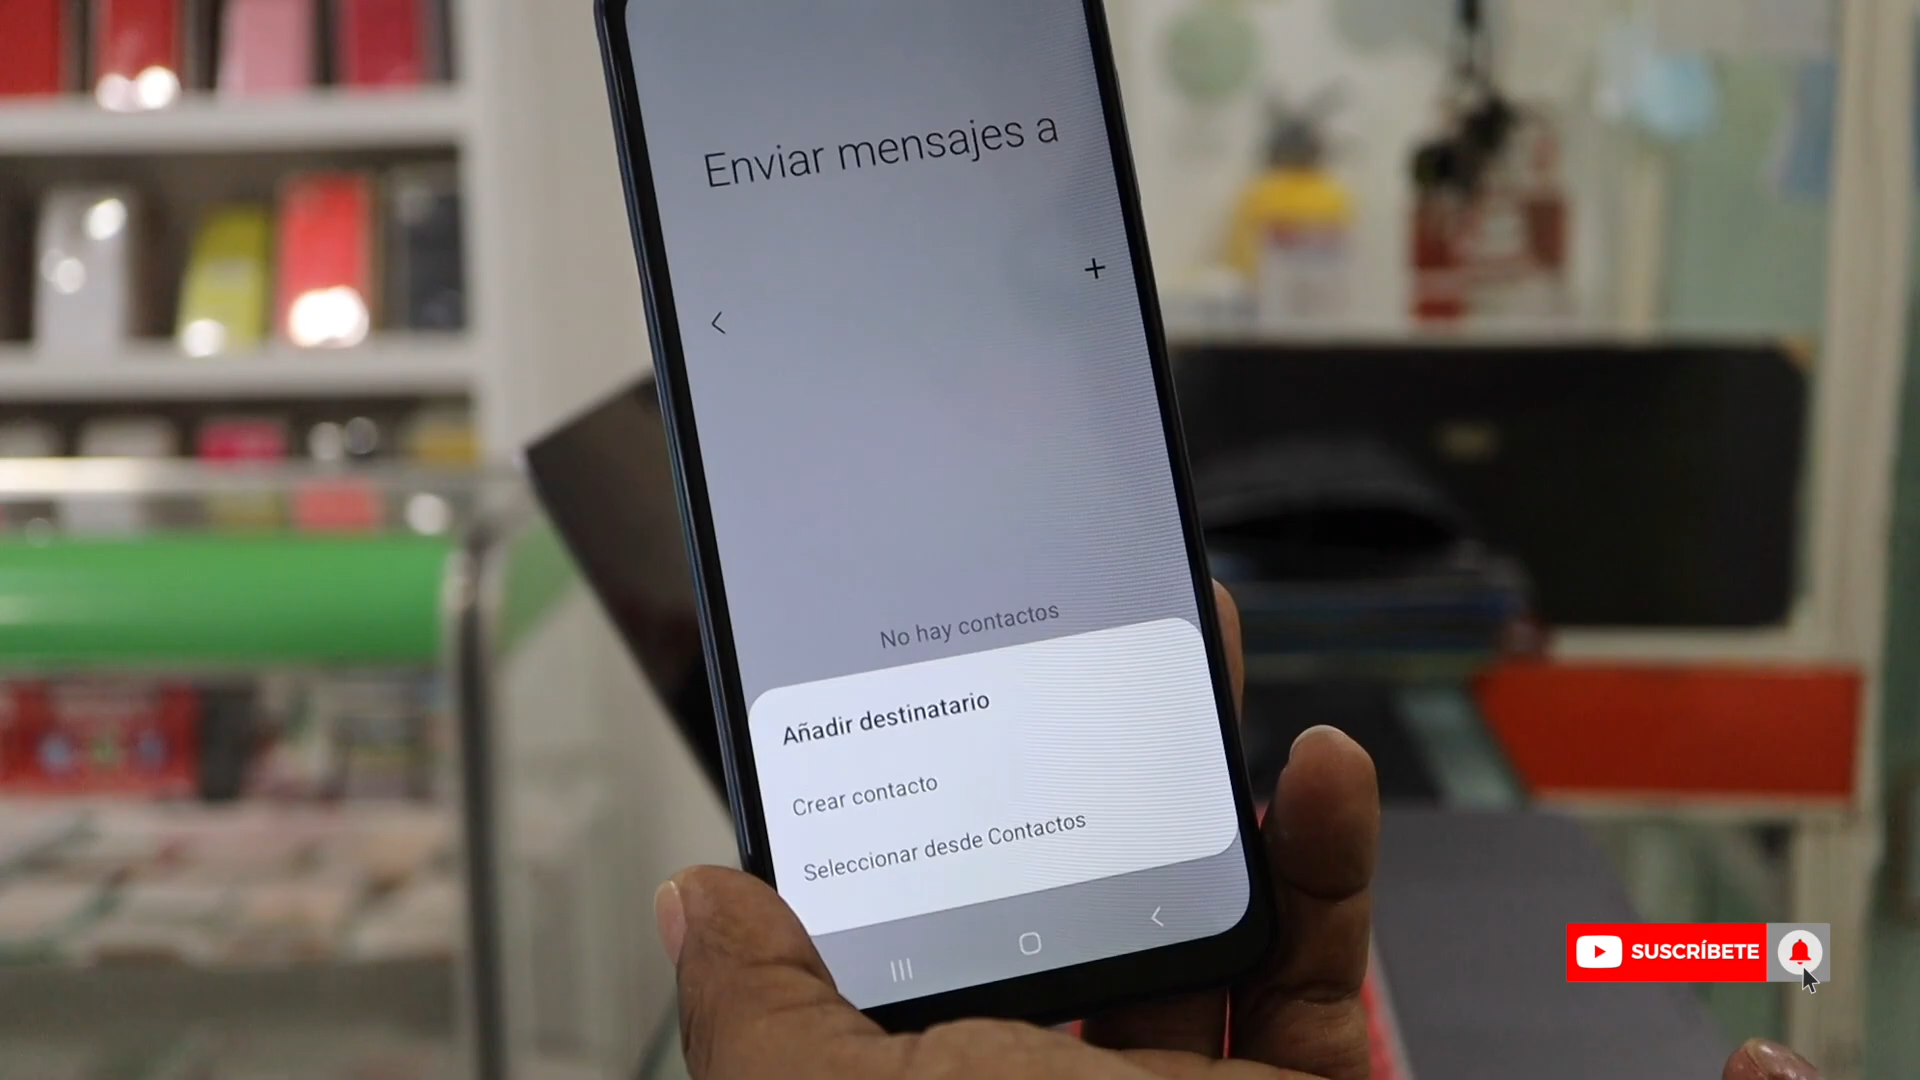 Enviar mensajes a
No hay contactos
Añadir destinatario
Crear contacto
Seleccionar desde Contactos
SUSCRÍBETE